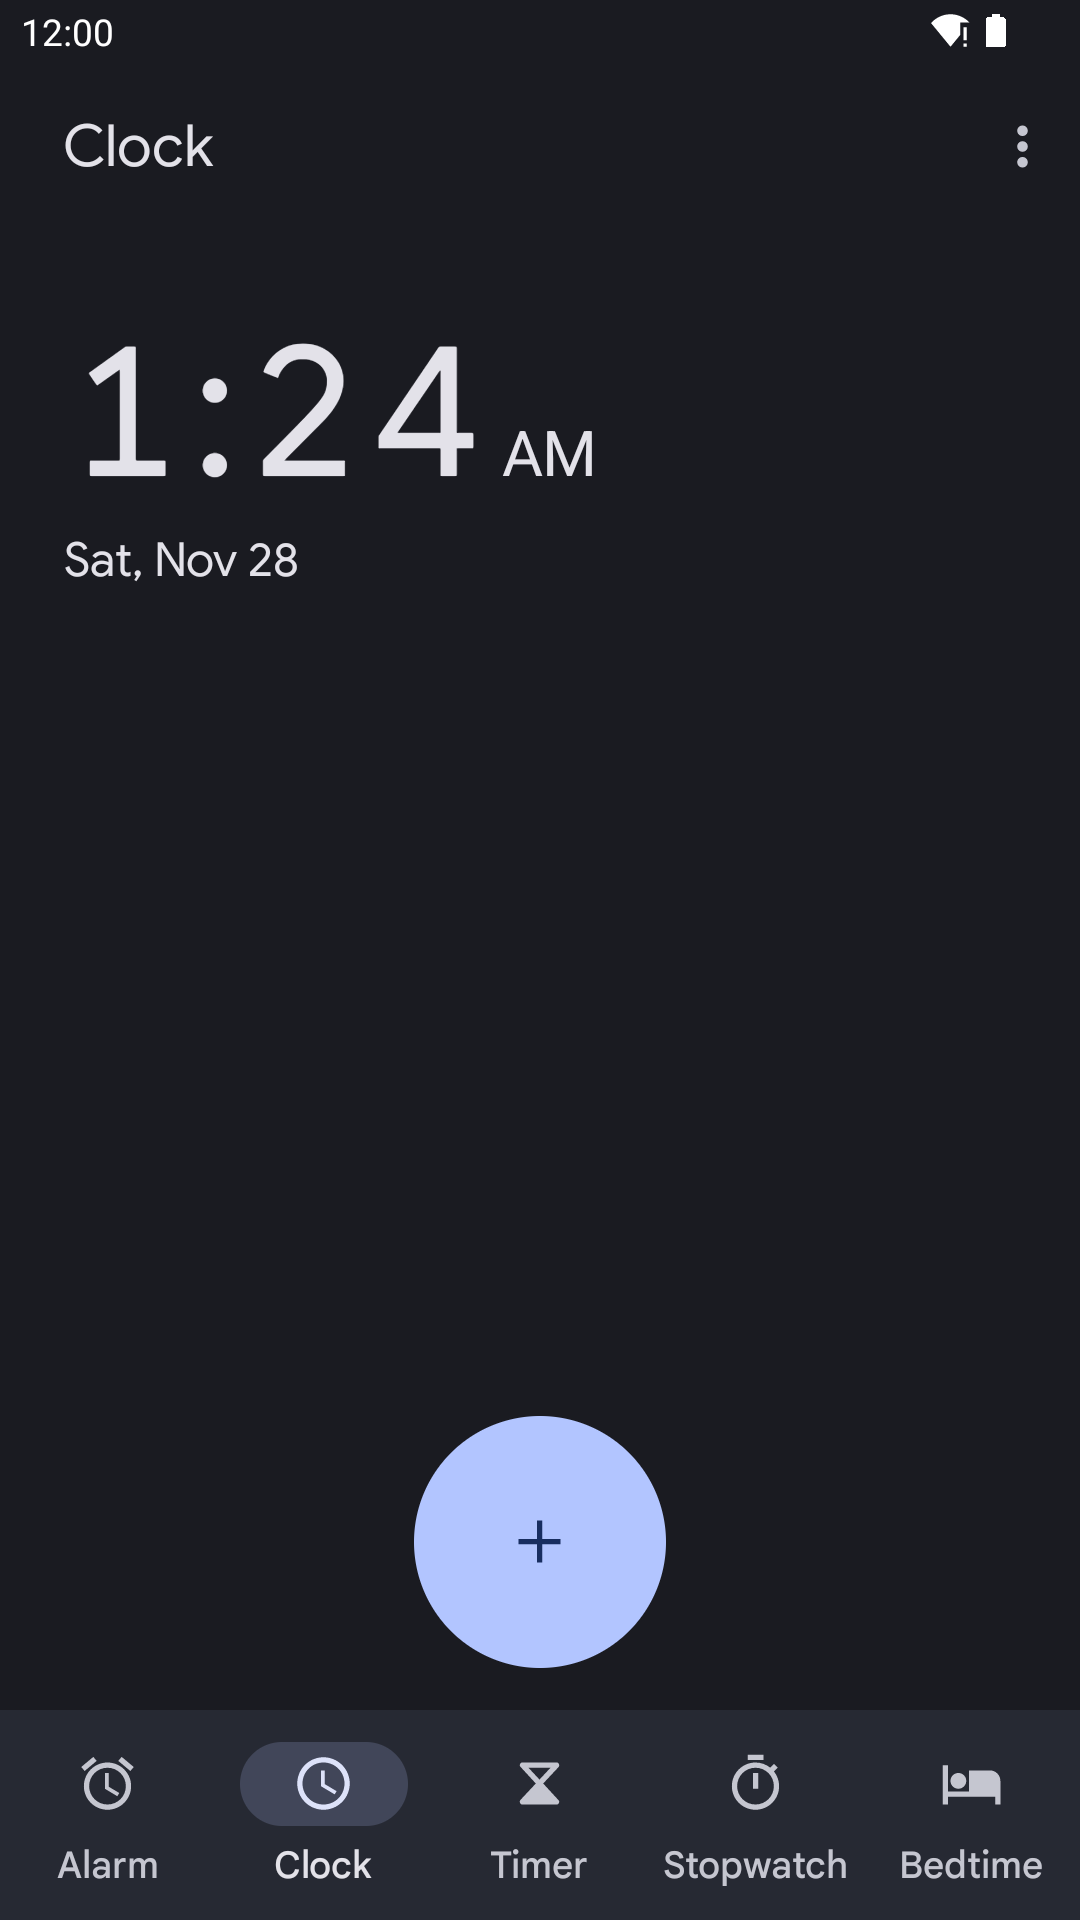 12:00
Clock
1:24 AM
Sat, Nov 28
Alarm
Clock
Timer
Stopwatch
Bedtime